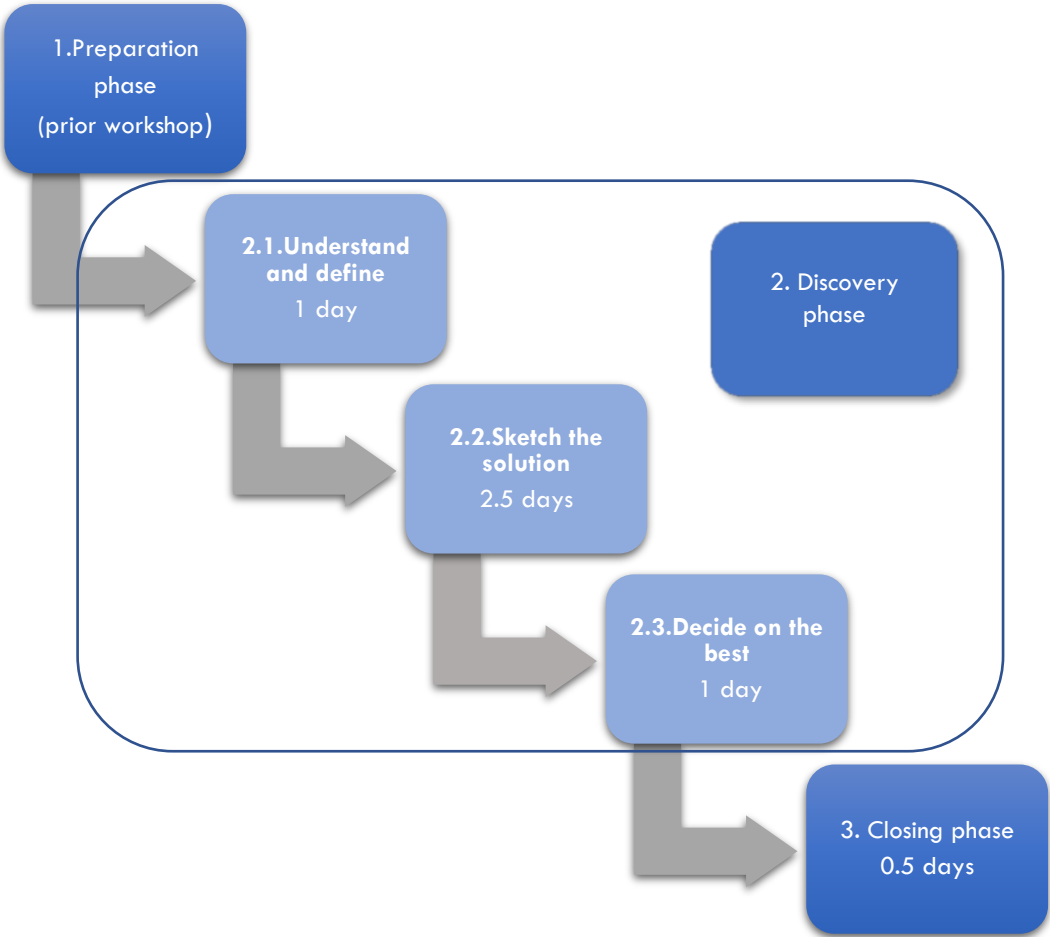 1.Preparation
phase
(prior workshop)
2.1.Understand
and define
1 day
2. Discovery
phase
2.2.Sketch the
solution
2.5 days
2.3.Decide on the
best
1 day
3. Closing phase
0.5 days